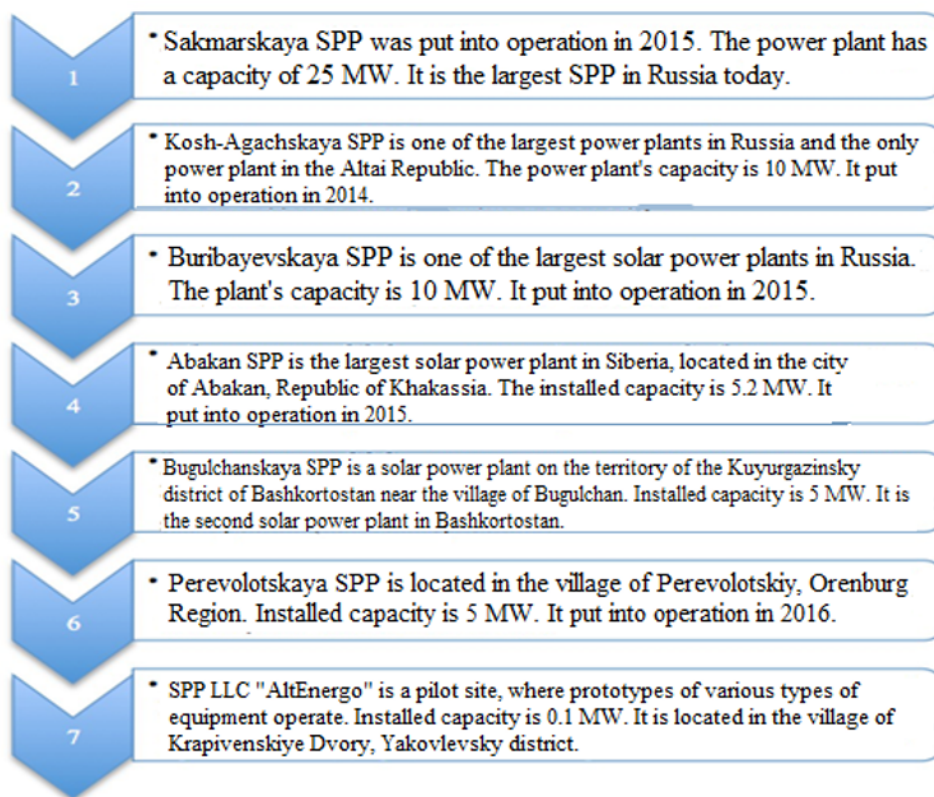 1
• Sakmarskaya SPP was put into operation in 2015. The power plant has
a capacity of 25 MW. It is the largest SPP in Russia today.
2
• Kosh-Agachskaya SPP is one of the largest power plants in Russia and the only
power plant in the Altai Republic. The power plant's capacity is 10 MW. It put
into operation in 2014.
3
• Buribayevskaya SPP is one of the largest solar power plants in Russia.
The plant's capacity is 10 MW. It put into operation in 2015.
4
• Abakan SPP is the largest solar power plant in Siberia, located in the city
of Abakan, Republic of Khakassia. The installed capacity is 5.2 MW. It
put into operation in 2015.
5
• Bugulchanskaya SPP is a solar power plant on the territory of the Kuyurgazinsky
district of Bashkortostan near the village of Bugulchan. Installed capacity is 5 MW. It is
the second solar power plant in Bashkortostan.
6
• Perevolotskaya SPP is located in the village of Perevolotskiy, Orenburg
Region. Installed capacity is 5 MW. It put into operation in 2016.
7
• SPP LLC "AltEnergo" is a pilot site, where prototypes of various types of
equipment operate. Installed capacity is 0.1 MW. It is located in the village of
Krapivenskiye Dvory, Yakovlevsky district.